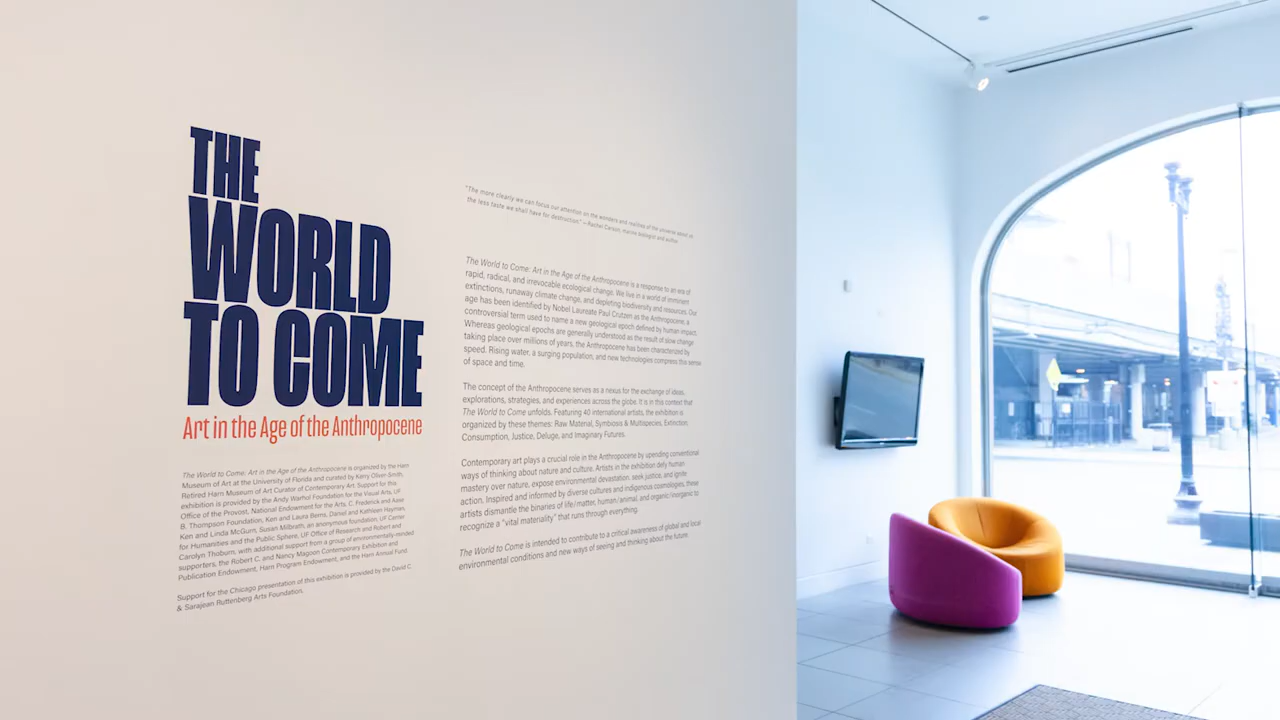 THE
WORLD
TO COME
Art in the Age of the Anthropocene
The World to Come: Art in the Age of the Anthropocene is organized by the Harn
Museum of Art at the University of Florida and curated by Kerry Oliver-Smith,
Retired Harn Museum of Art Curator of Contemporary Art. Support for this
exhibition is provided by the Andy Warhol Foundation for the Visual Arts, UF
Office of the Provost, National Endowment for the Arts, C. Frederick and Aase
B. Thompson Foundation, Ken and Laura Berns, Daniel and Kathleen Hayman,
Ken and Linda McGurn, Susan Milbrath, an anonymous foundation, UF Center
for Humanities and the Public Sphere, UF Office of Research and Robert and
Carolyn Thoburn, with additional support from a group of environmentally-minded
supporters, the Robert C. and Nancy Magoon Contemporary Exhibition and
Publication Endowment, Harn Program Endowment, and the Harn Annual Fund.
Support for the Chicago presentation of this exhibition is provided by the David C.
& Sarajean Ruttenberg Arts Foundation.
"The more clearly we can focus our attention on the wonders and realities of the universe about us
the less taste we shall have for destruction." —Rachel Carson, marine biologist and author
The World to Come: Art in the Age of the Anthropocene is a response to an era of
rapid, radical, and irrevocable ecological change. We live in a world of imminent
extinctions, runaway climate change, and depleting biodiversity and resources. Our
age has been identified by Nobel Laureate Paul Crutzen as the Anthropocene, a
controversial term used to name a new geological epoch defined by human impact.
Whereas geological epochs are generally understood as the result of slow change
taking place over millions of years, the Anthropocene has been characterized by
speed. Rising water, a surging population, and new technologies compress this sense
of space and time.
The concept of the Anthropocene serves as a nexus for the exchange of ideas,
explorations, strategies, and experiences across the globe. It is in this context that
The World to Come unfolds. Featuring 40 international artists, the exhibition is
organized by these themes: Raw Material, Symbiosis & Multispecies, Extinction,
Consumption, Justice, Deluge, and Imaginary Futures.
Contemporary art plays a crucial role in the Anthropocene by upending conventional
ways of thinking about nature and culture. Artists in the exhibition defy human
mastery over nature, expose environmental devastation, seek justice, and ignite
action. Inspired and informed by diverse cultures and indigenous cosmologies, these
artists dismantle the binaries of life/matter, human/animal, and organic/inorganic to
recognize a "vital materiality" that runs through everything.
The World to Come is intended to contribute to a critical awareness of global and local
environmental conditions and new ways of seeing and thinking about the future.